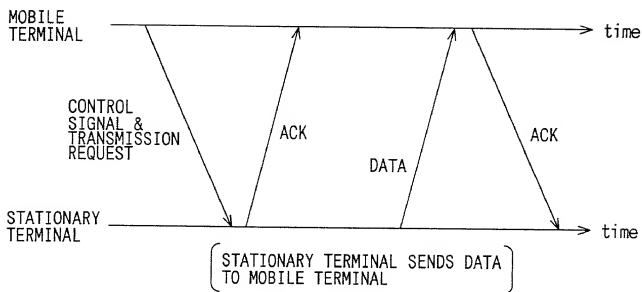 MOBILE
TERMINAL
time
CONTROL
SIGNAL &
TRANSMISSION
REQUEST
ACK
DATA
ACK
STATIONARY
TERMINAL
time
STATIONARY TERMINAL SENDS DATA
TO MOBILE TERMINAL